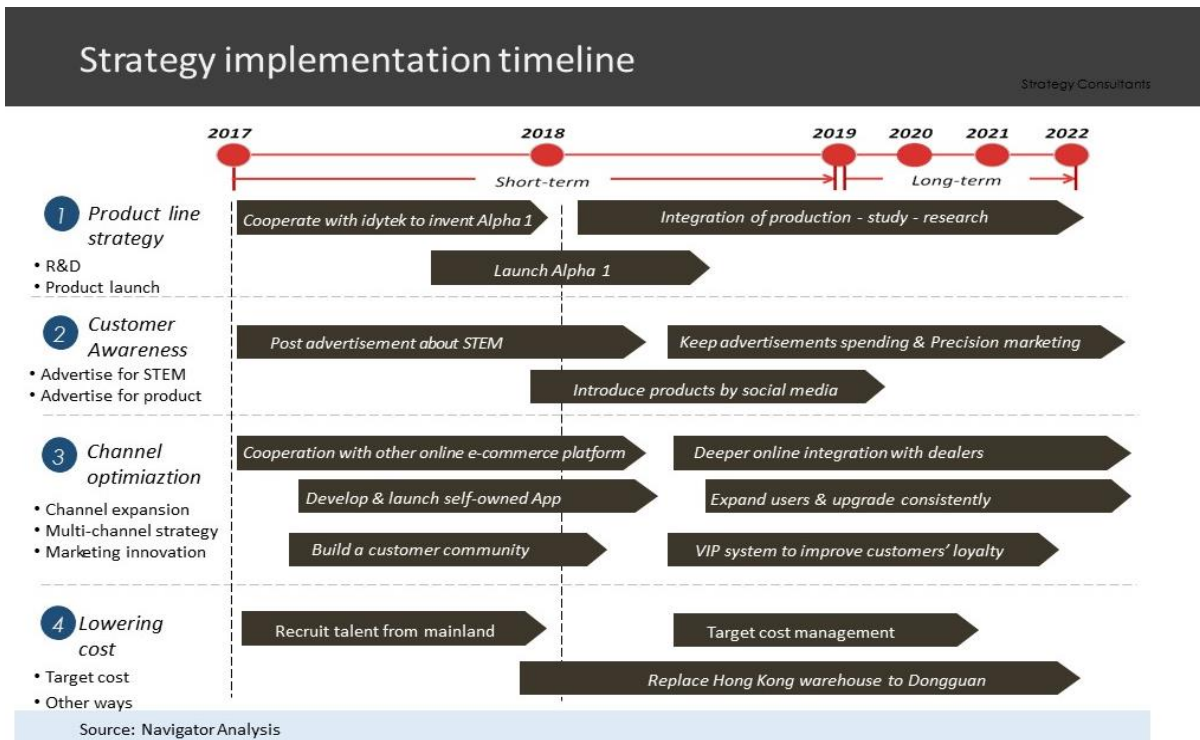 Strategy implementation timeline
Strategy Consultants
2017
2018
2019
2020
2021
2022
Short-term
Long-term
1
Product line
strategy
• R&D
• Product launch
Cooperate with idytek to invent Alpha 1
Integration of production - study - research
Launch Alpha 1
2
Customer
Awareness
• Advertise for STEM
• Advertise for product
Post advertisement about STEM
Keep advertisements spending & Precision marketing
Introduce products by social media
3
Channel
optimiaztion
• Channel expansion
• Multi-channel strategy
• Marketing innovation
Cooperation with other online e-commerce platform
Deeper online integration with dealers
Develop & launch self-owned App
Expand users & upgrade consistently
Build a customer community
VIP system to improve customers’ loyalty
4
Lowering
cost
• Target cost
• Other ways
Recruit talent from mainland
Target cost management
Replace Hong Kong warehouse to Dongguan
Source: Navigator Analysis